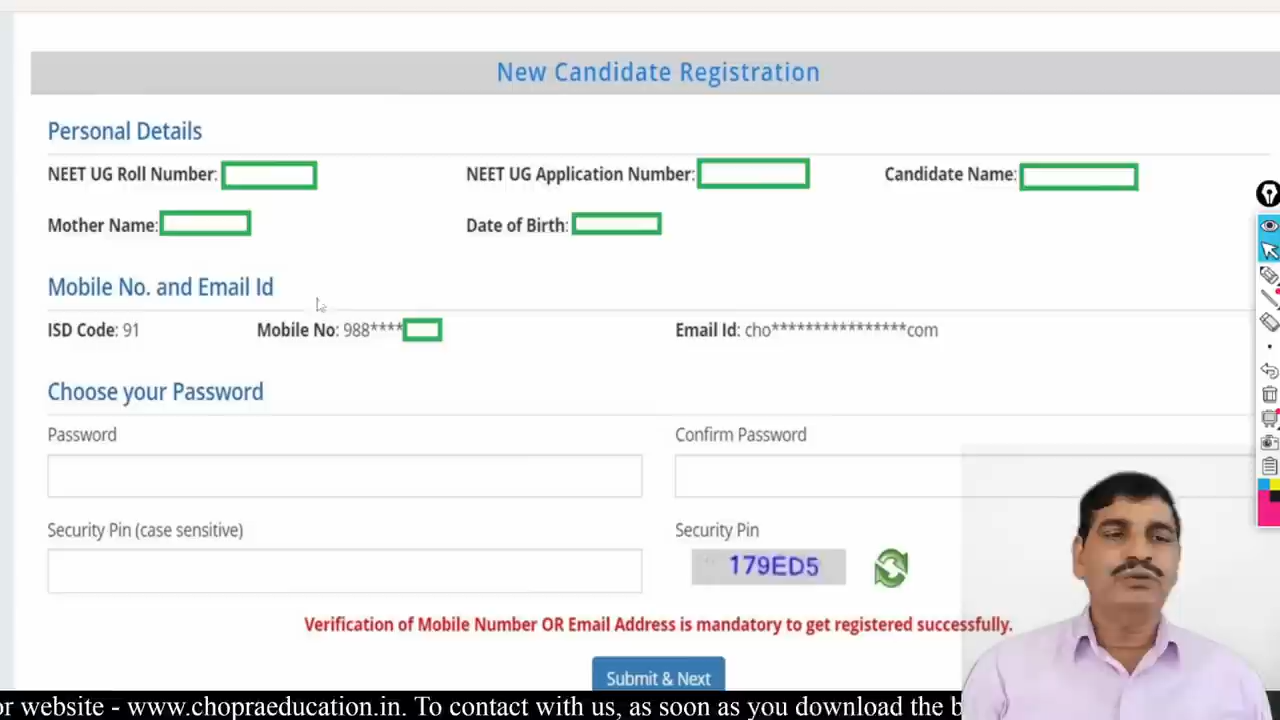 New Candidate Registration
Personal Details
NEET UG Roll Number: NEET UG Application Number: Candidate Name:
Mother Name: Date of Birth:
Mobile No. and Email Id
ISD Code: 91 Mobile No: 988**** Email Id: cho****************com
Choose your Password
Password Confirm Password
Security Pin (case sensitive) Security Pin
179ED5
Verification of Mobile Number OR Email Address is mandatory to get registered successfully.
Submit & Next
or website - www.chopraeducation.in. To contact with us, as soon as you download the b